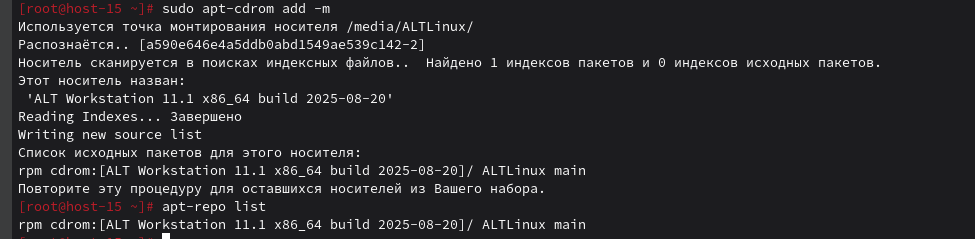 [root@host-15 ~]# sudo apt-cdrom add -m
Используется точка монтирования носителя /media/ALTLinux/
Распознаётся.. [a590e646e4a5ddb0abd1549ae539c142-2]
Носитель сканируется в поисках индексных файлов..  Найдено 1 индексов пакетов и 0 индексов исходных пакетов.
Этот носитель назван:
 'ALT Workstation 11.1 x86_64 build 2025-08-20'
Reading Indexes... Завершено
Writing new source list
Список исходных пакетов для этого носителя:
rpm cdrom:[ALT Workstation 11.1 x86_64 build 2025-08-20]/ ALTLinux main
Повторите эту процедуру для оставшихся носителей из Вашего набора.
[root@host-15 ~]# apt-repo list
rpm cdrom:[ALT Workstation 11.1 x86_64 build 2025-08-20]/ ALTLinux main